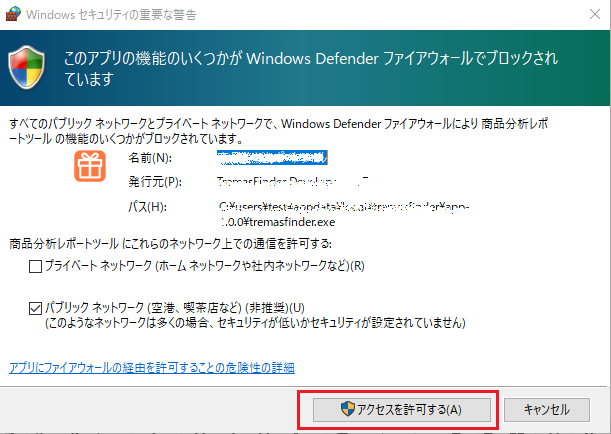 Windows セキュリティの重要な警告
このアプリの機能のいくつかが Windows Defender ファイアウォールでブロックされ
ています
すべてのパブリック ネットワークとプライベート ネットワークで、Windows Defender ファイアウォールにより 商品分析レポ
ートツール の機能のいくつかがブロックされています。
名前(N):
発行元(P): TremasFinder
パス(H): C:¥users¥test¥appdata¥local¥tremasfinder¥app-
1.0.0¥tremasfinder.exe
商品分析レポートツール にこれらのネットワーク上での通信を許可する:
プライベート ネットワーク (ホーム ネットワークや社内ネットワークなど)(R)
パブリック ネットワーク (空港、喫茶店など) (非推奨)(U)
(このようなネットワークは多くの場合、セキュリティが低いかセキュリティが設定されていません)
アプリにファイアウォールの経由を許可することの危険性の詳細
アクセスを許可する(A)
キャンセル